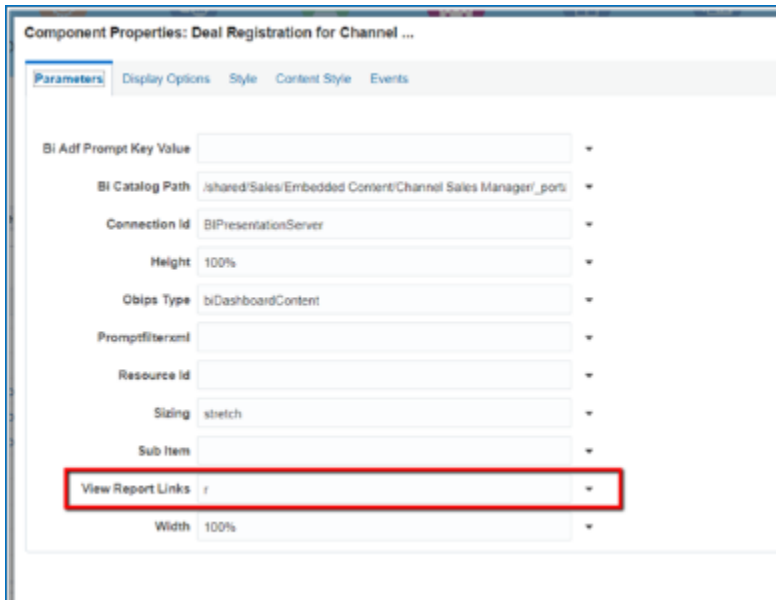 Component Properties: Deal Registration for Channel ...
Parameters Display Options Style Content Style Events
Bi Adf Prompt Key Value
Bi Catalog Path /shared/Sales/Embedded Content/Channel Sales Manager/_porta
Connection Id BIPresentationServer
Height 100%
Obips Type biDashboardContent
Promptfilterxml
Resource Id
Sizing stretch
Sub Item
View Report Links r
Width 100%